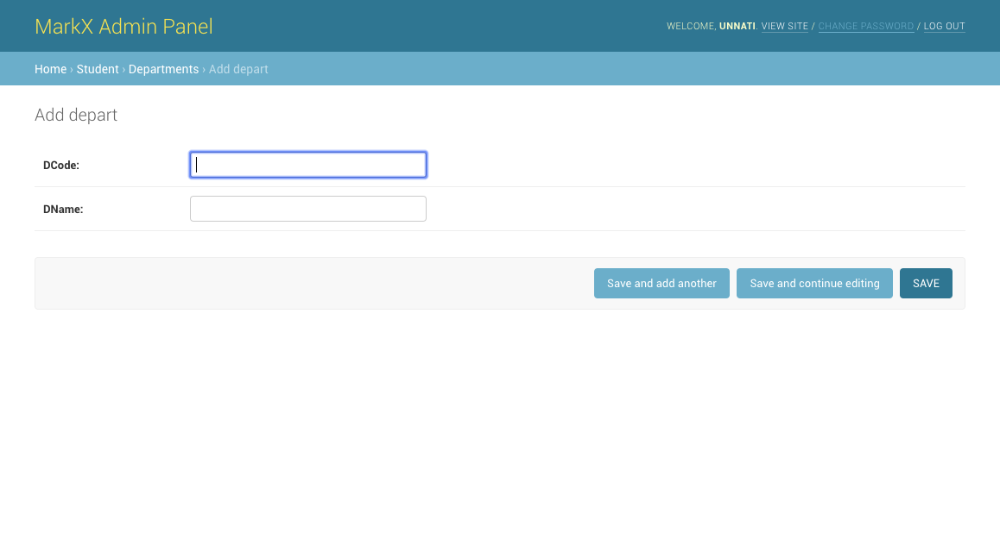 MarkX Admin Panel
WELCOME, UNNATI. VIEW SITE / CHANGE PASSWORD / LOG OUT
Home › Student › Departments › Add depart
Add depart
DCode:
DName:
Save and add another
Save and continue editing
SAVE